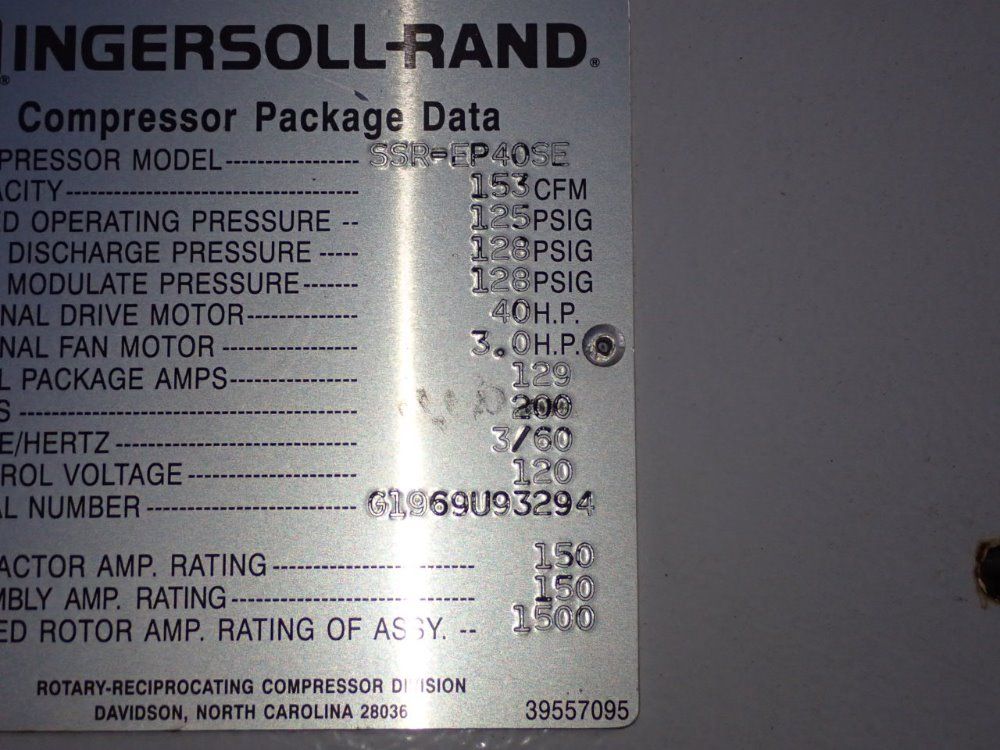 INGERSOLL-RAND®
Compressor Package Data
PRESSOR MODEL---------------- SSR-EP40SE
CITY----------------------------------- 153 CFM
D OPERATING PRESSURE -- 125 PSIG
DISCHARGE PRESSURE ----- 128 PSIG
MODULATE PRESSURE------- 128 PSIG
NAL DRIVE MOTOR-------------- 40 H.P.
NAL FAN MOTOR ----------------- 3.0 H.P.
L PACKAGE AMPS---------------- 129
S ------------------------------------------ 200
E/HERTZ ------------------------------ 3/60
ROL VOLTAGE --------------------- 120
L NUMBER -------------------------- G1969U93294
ACTOR AMP. RATING------------------------- 150
MBLY AMP. RATING------------------------------ 150
ED ROTOR AMP. RATING OF ASSY. -- 1500
ROTARY-RECIPROCATING COMPRESSOR DIVISION
DAVIDSON, NORTH CAROLINA 28036 39557095